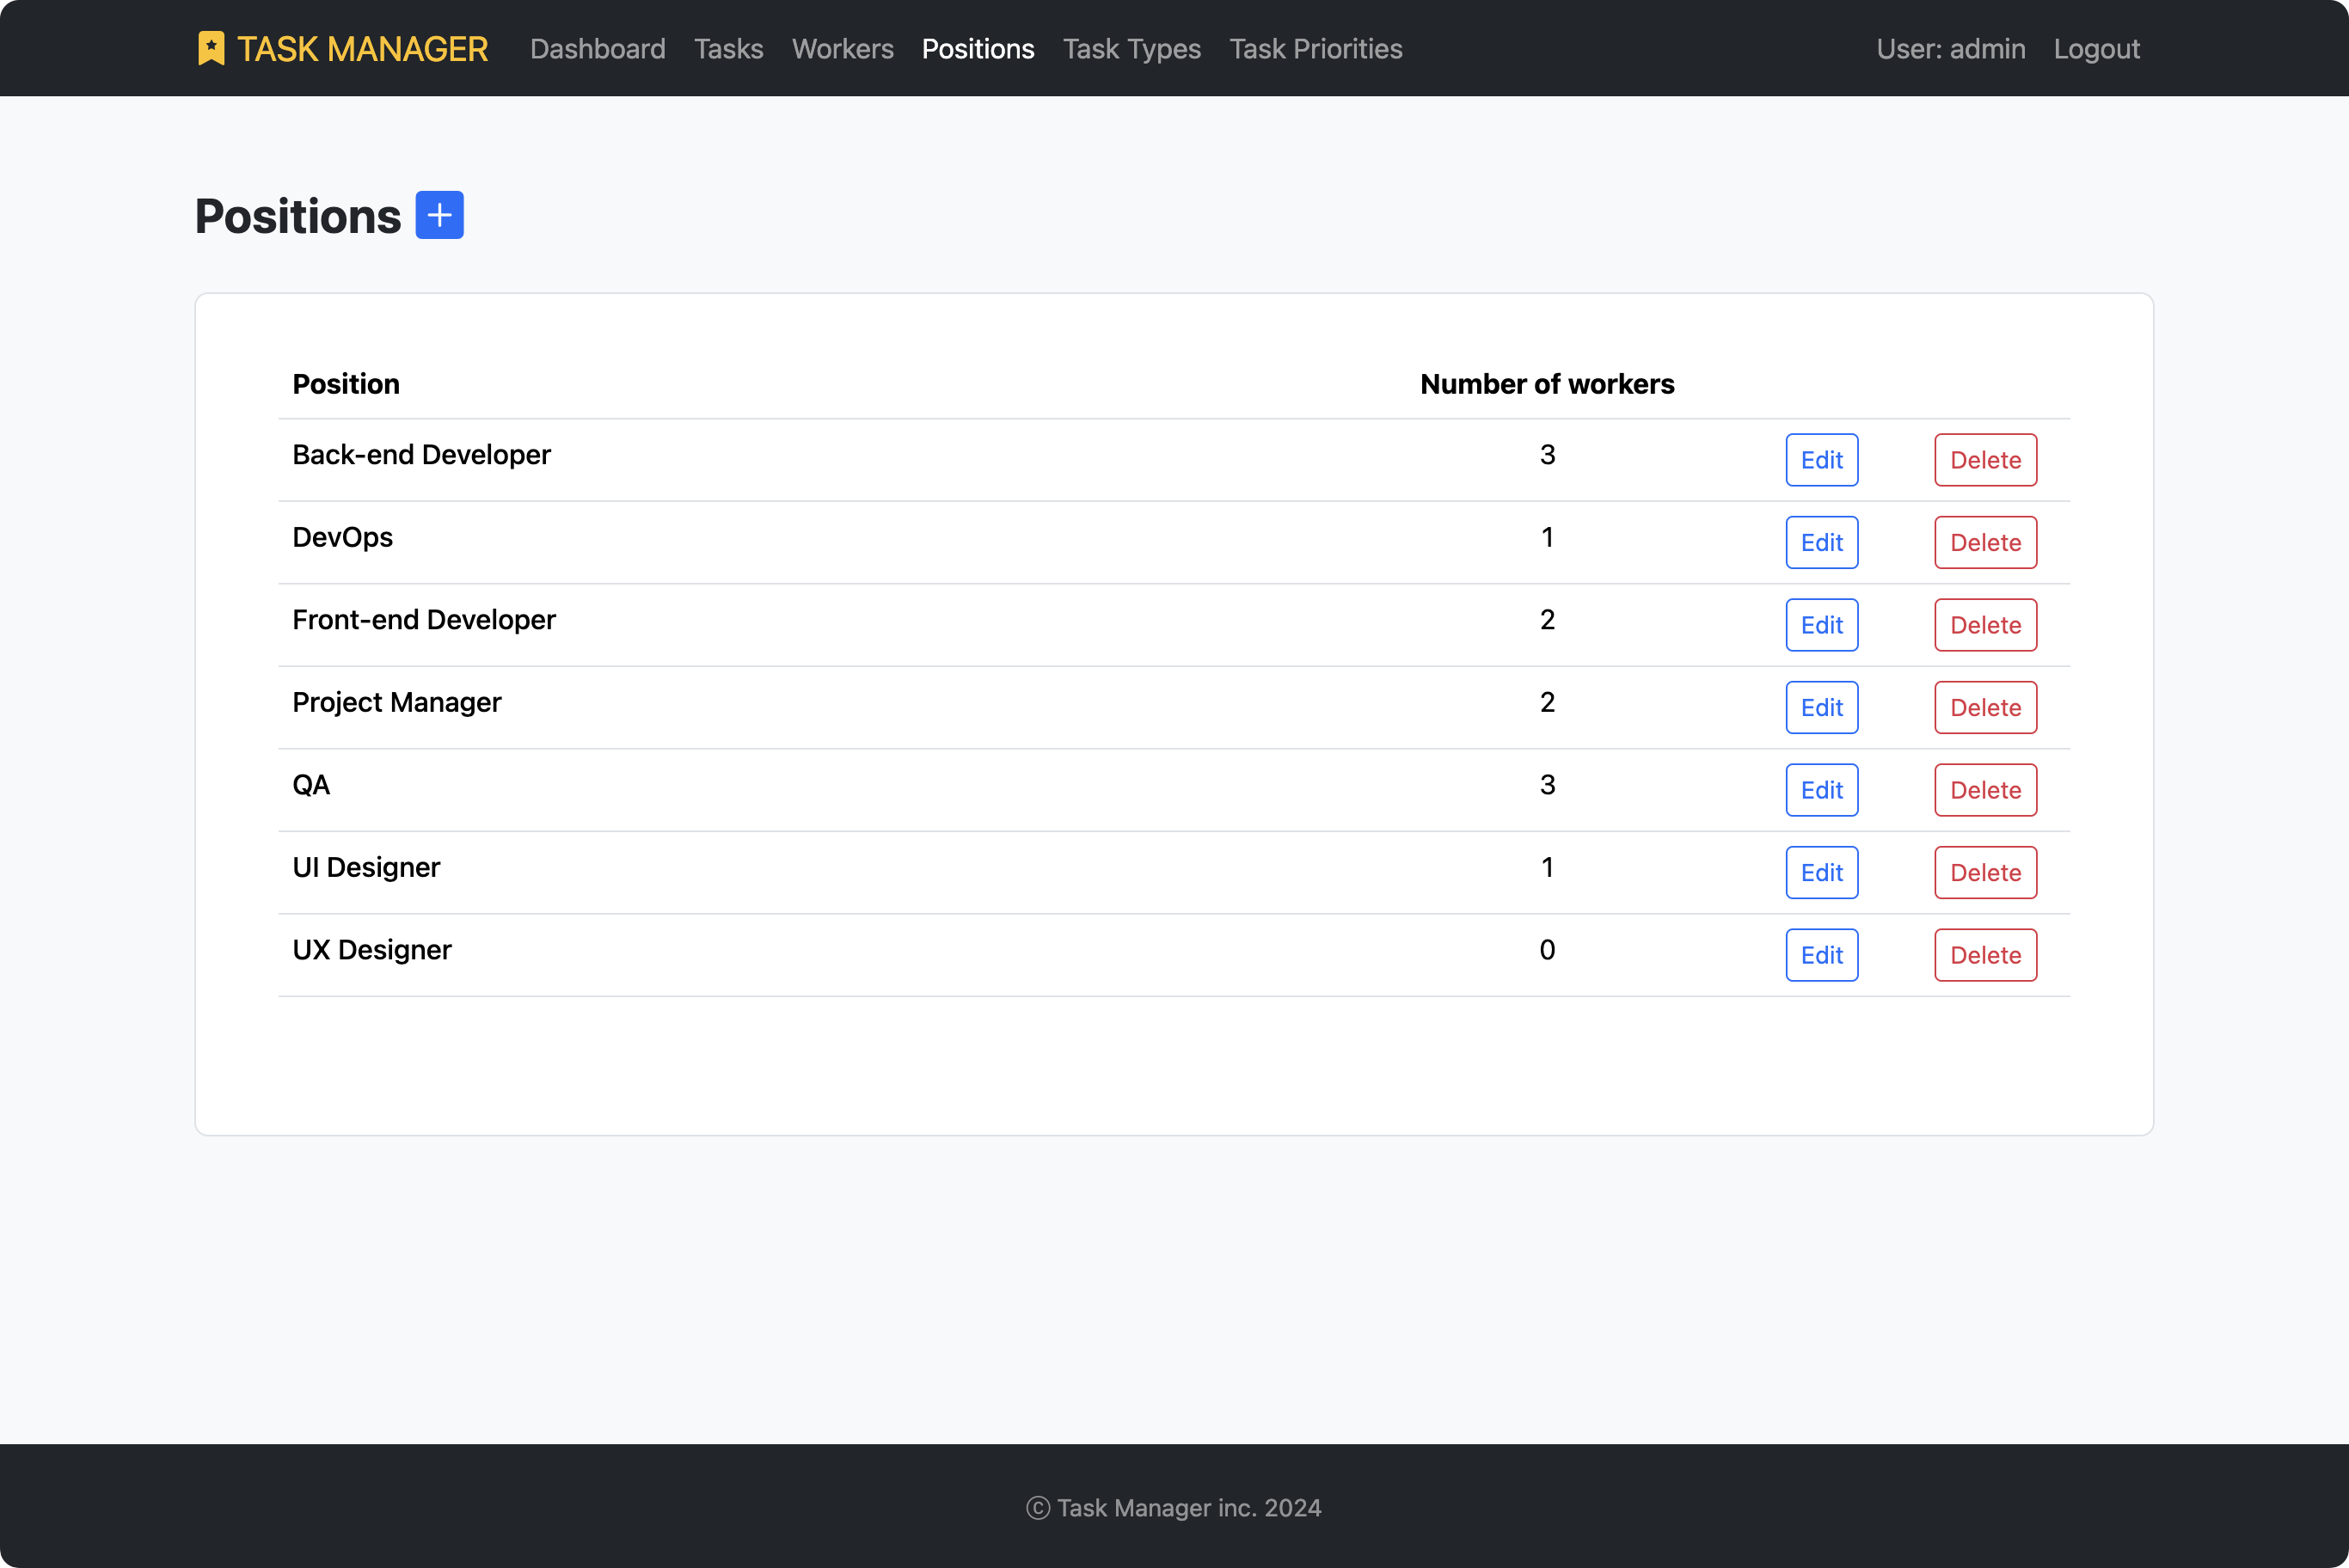 TASK MANAGER Dashboard Tasks Workers Positions Task Types Task Priorities User: admin Logout
Positions +
Position Number of workers
Back-end Developer 3 Edit Delete
DevOps 1 Edit Delete
Front-end Developer 2 Edit Delete
Project Manager 2 Edit Delete
QA 3 Edit Delete
UI Designer 1 Edit Delete
UX Designer 0 Edit Delete
© Task Manager inc. 2024